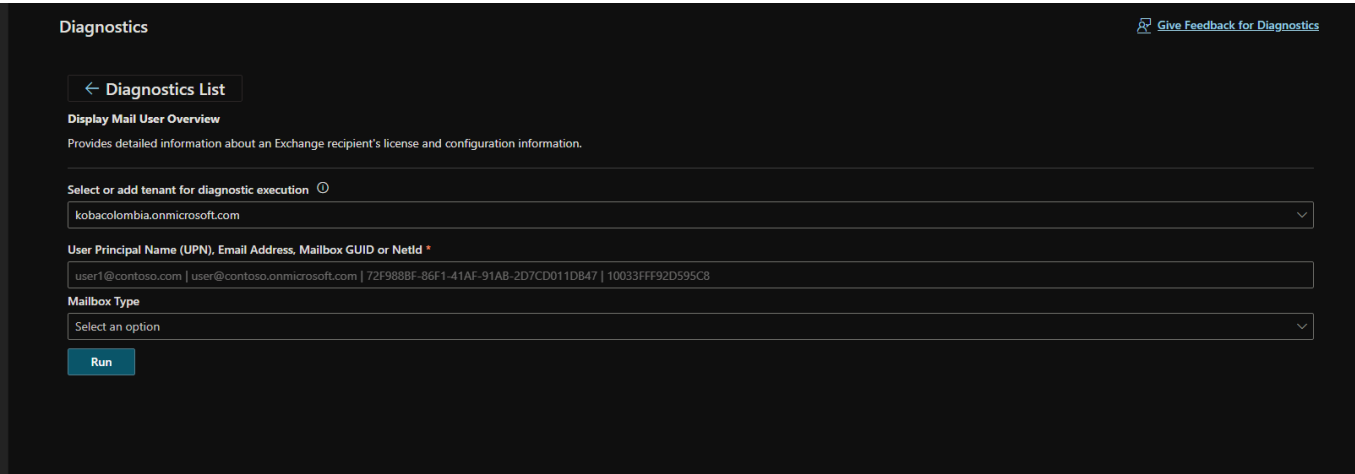 Diagnostics
Give Feedback for Diagnostics
← Diagnostics List
Display Mail User Overview
Provides detailed information about an Exchange recipient's license and configuration information.
Select or add tenant for diagnostic execution
kobacolombia.onmicrosoft.com
User Principal Name (UPN), Email Address, Mailbox GUID or NetId *
user1@contoso.com | user@contoso.onmicrosoft.com | 72F988BF-86F1-41AF-91AB-2D7CD011DB47 | 10033FFF92D595C8
Mailbox Type
Select an option
Run